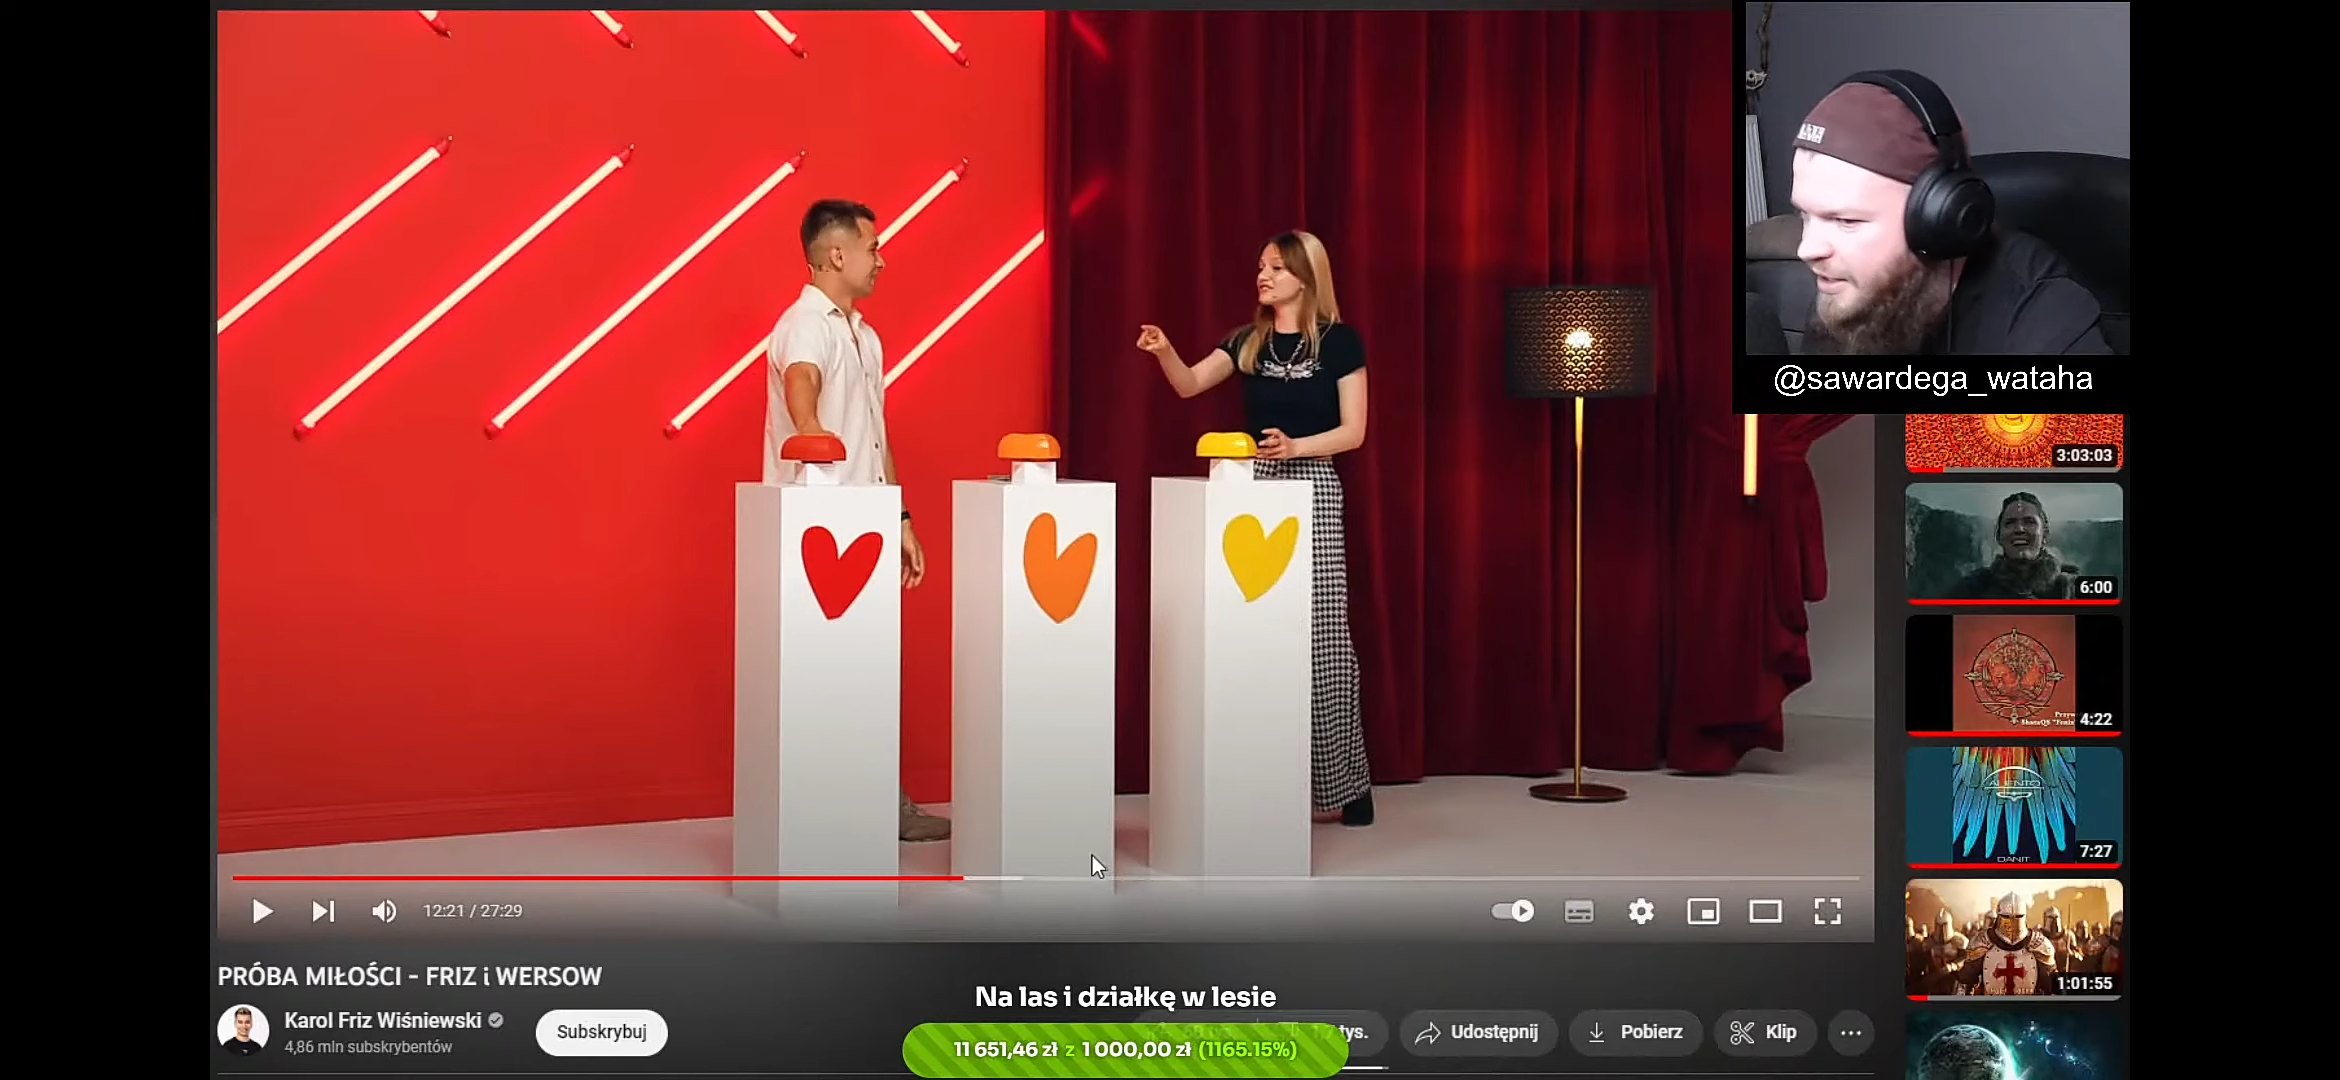 @sawardega_wataha
3:03:03
6:00
4:22
ALIENTO
DANIT
7:27
1:01:55
12:21 / 27:29
PRÓBA MIŁOŚCI - FRIZ i WERSOW
Karol Friz Wiśniewski
4,86 mln subskrybentów
Subskrybuj
Na las i działkę w lesie
11 651,46 zł z 1 000,00 zł (1165.15%)
tys.
Udostępnij
Pobierz
Klip